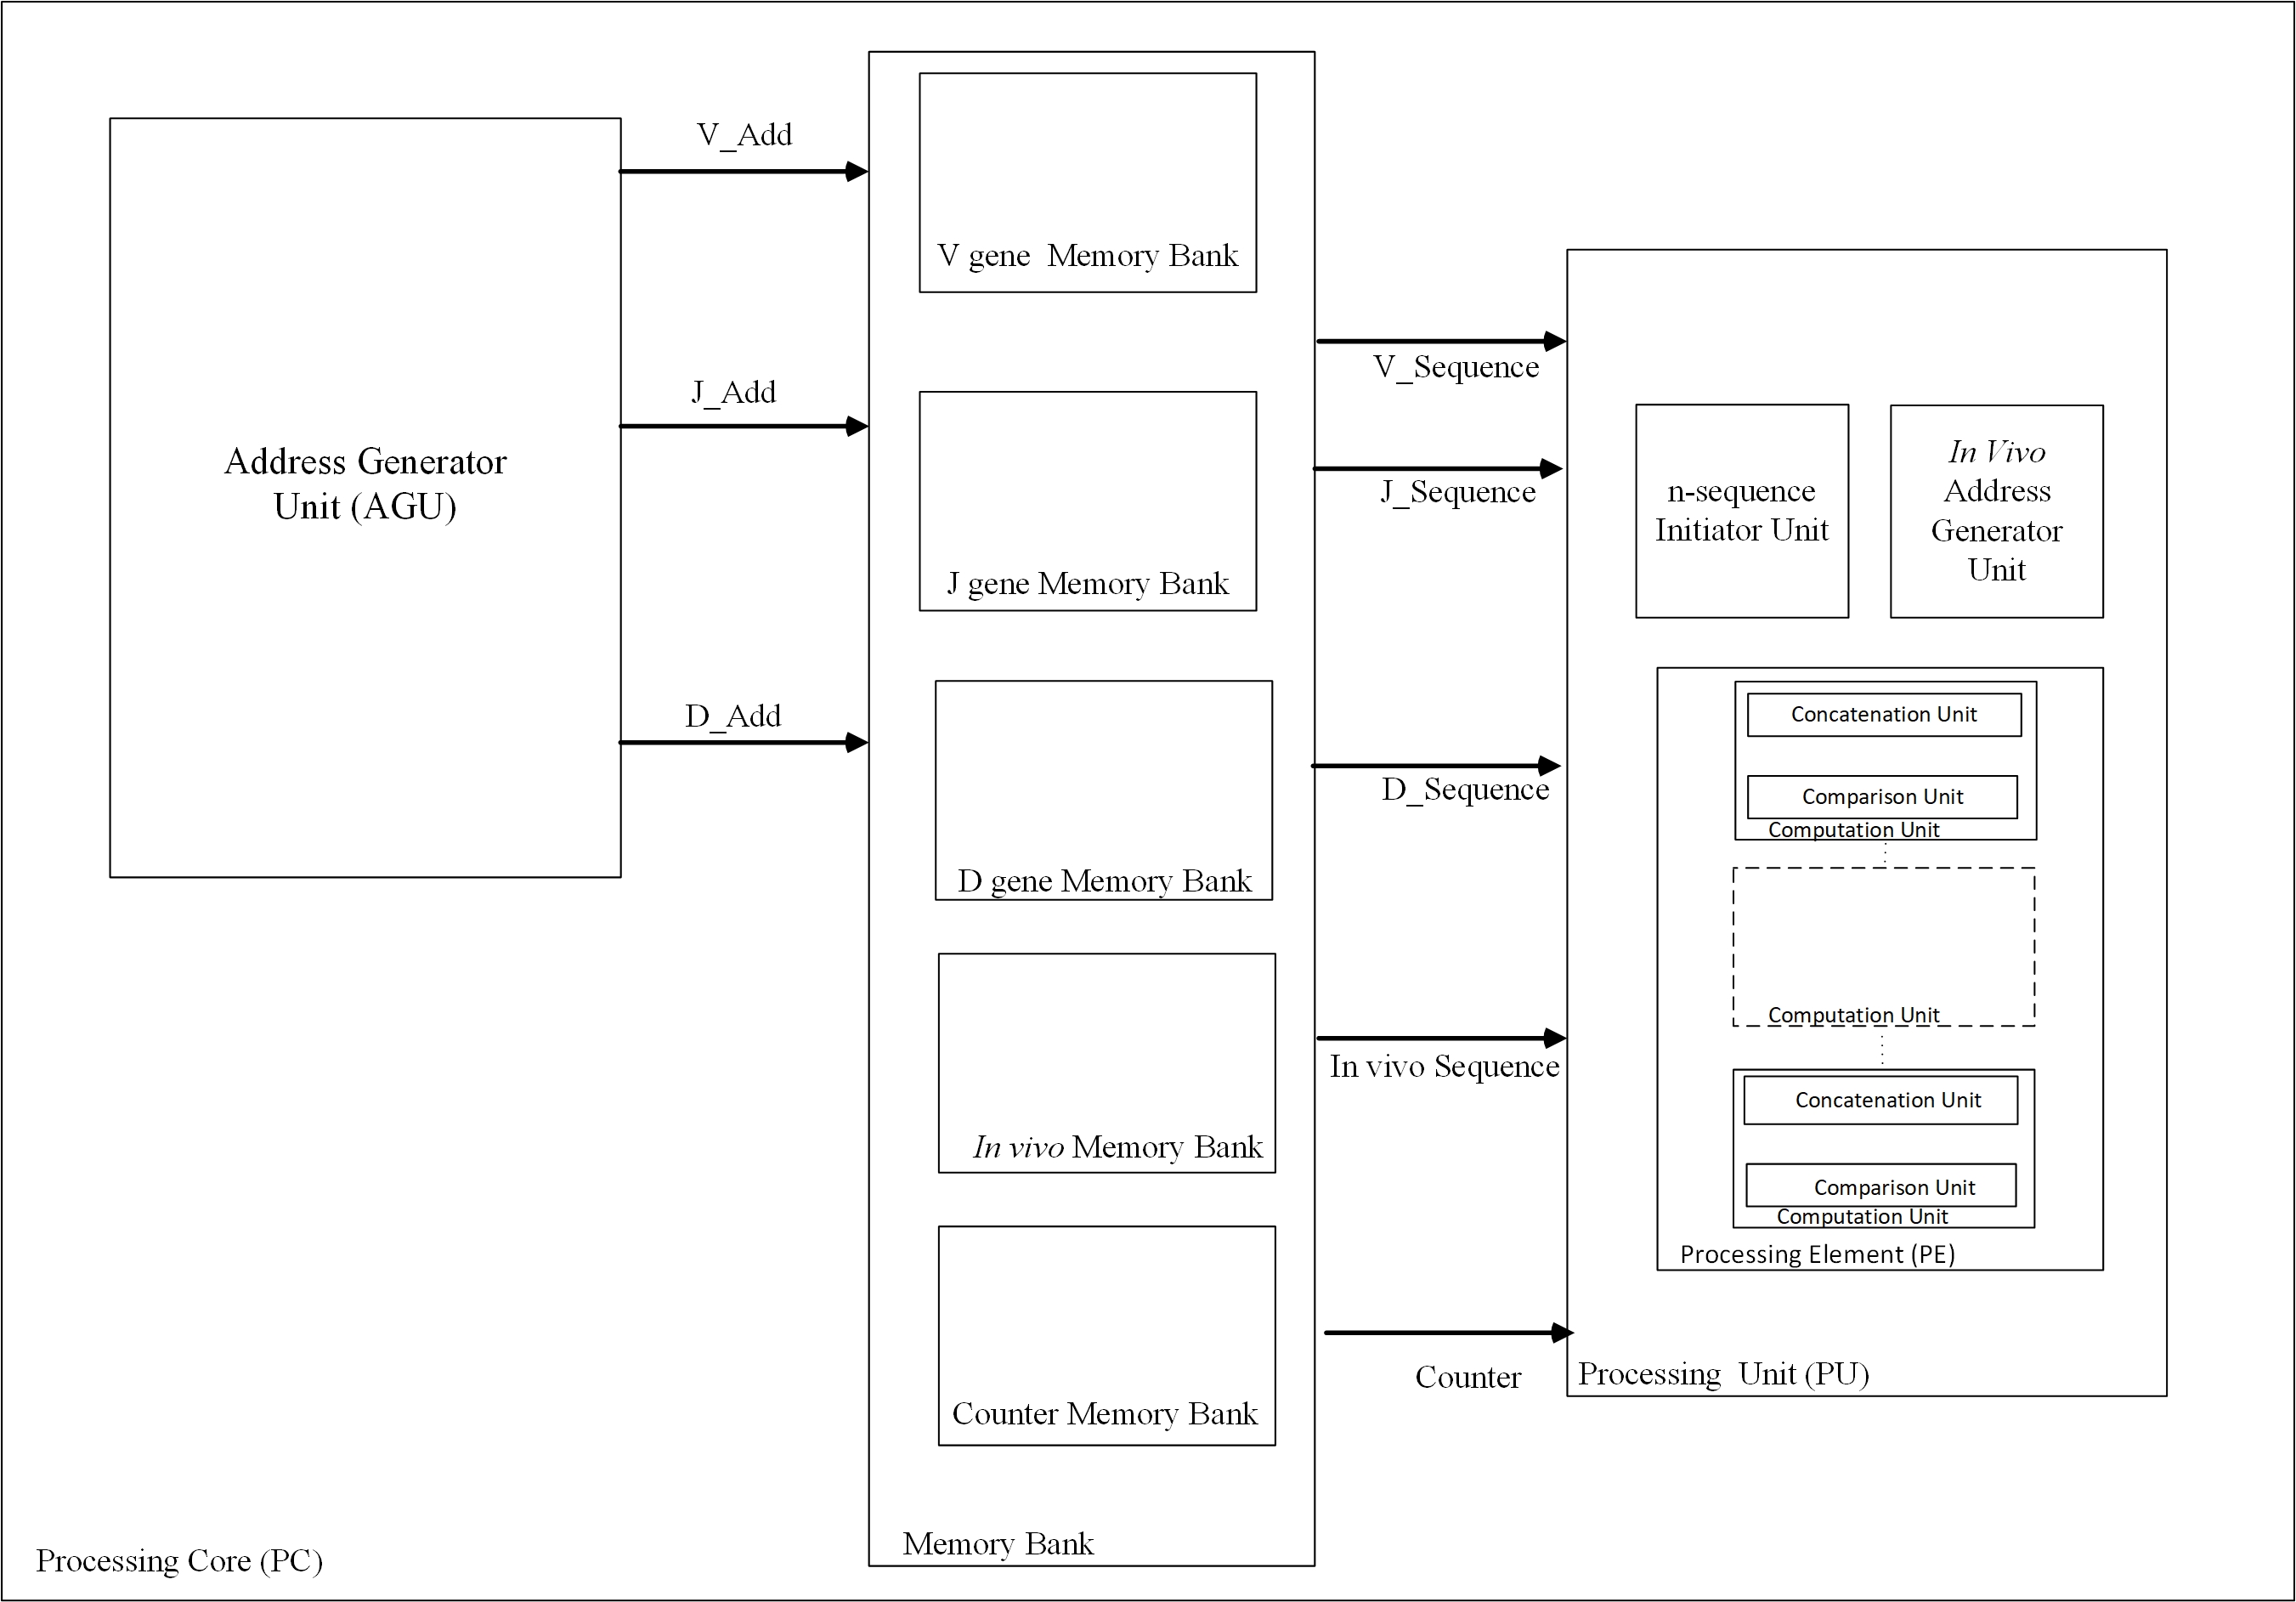 V_Add
J_Add
Address Generator
Unit (AGU)
D_Add
V gene Memory Bank
J gene Memory Bank
D gene Memory Bank
In vivo Memory Bank
Counter Memory Bank
Memory Bank
V_Sequence
J_Sequence
D_Sequence
In vivo Sequence
Counter
n-sequence
Initiator Unit
In Vivo
Address
Generator
Unit
Concatenation Unit
Comparison Unit
Computation Unit
Computation Unit
Concatenation Unit
Comparison Unit
Computation Unit
Processing Element (PE)
Processing Unit (PU)
Processing Core (PC)